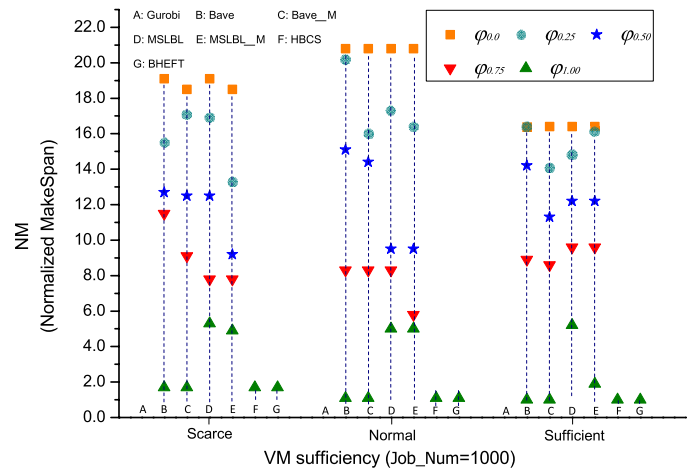 A: Gurobi B: Bave C: Bave__M
D: MSLBL E: MSLBL__M F: HBCS
G: BHEFT
φ0.0 φ0.25 φ0.50
φ0.75 φ1.00
22.0
20.0
18.0
16.0
14.0
12.0
10.0
8.0
6.0
4.0
2.0
0.0
NM
(Normalized MakeSpan)
A B C D E F G A B C D E F G A B C D E F G
Scarce Normal Sufficient
VM sufficiency (Job_Num=1000)